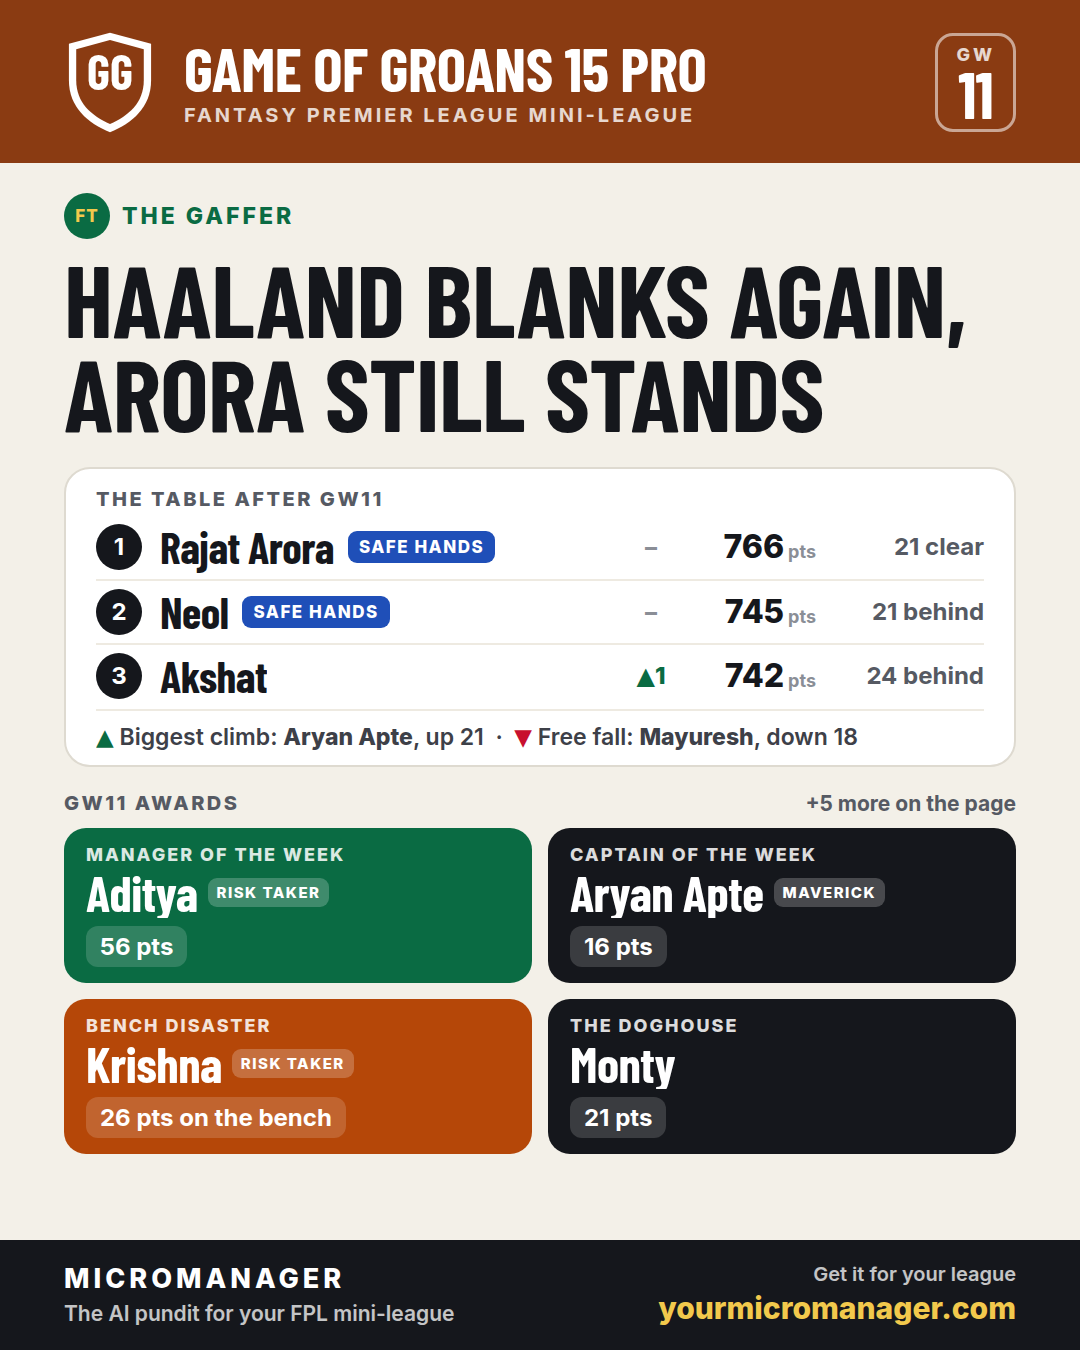 GG
GAME OF GROANS 15 PRO
FANTASY PREMIER LEAGUE MINI-LEAGUE
GW
11
FT
THE GAFFER
HAALAND BLANKS AGAIN,
ARORA STILL STANDS
THE TABLE AFTER GW11
1 Rajat Arora SAFE HANDS – 766 pts 21 clear
2 Neol SAFE HANDS – 745 pts 21 behind
3 Akshat ▲1 742 pts 24 behind
▲ Biggest climb: Aryan Apte, up 21 · ▼ Free fall: Mayuresh, down 18
GW11 AWARDS
+5 more on the page
MANAGER OF THE WEEK
Aditya RISK TAKER
56 pts
CAPTAIN OF THE WEEK
Aryan Apte MAVERICK
16 pts
BENCH DISASTER
Krishna RISK TAKER
26 pts on the bench
THE DOGHOUSE
Monty
21 pts
MICROMANAGER
The AI pundit for your FPL mini-league
Get it for your league
yourmicromanager.com